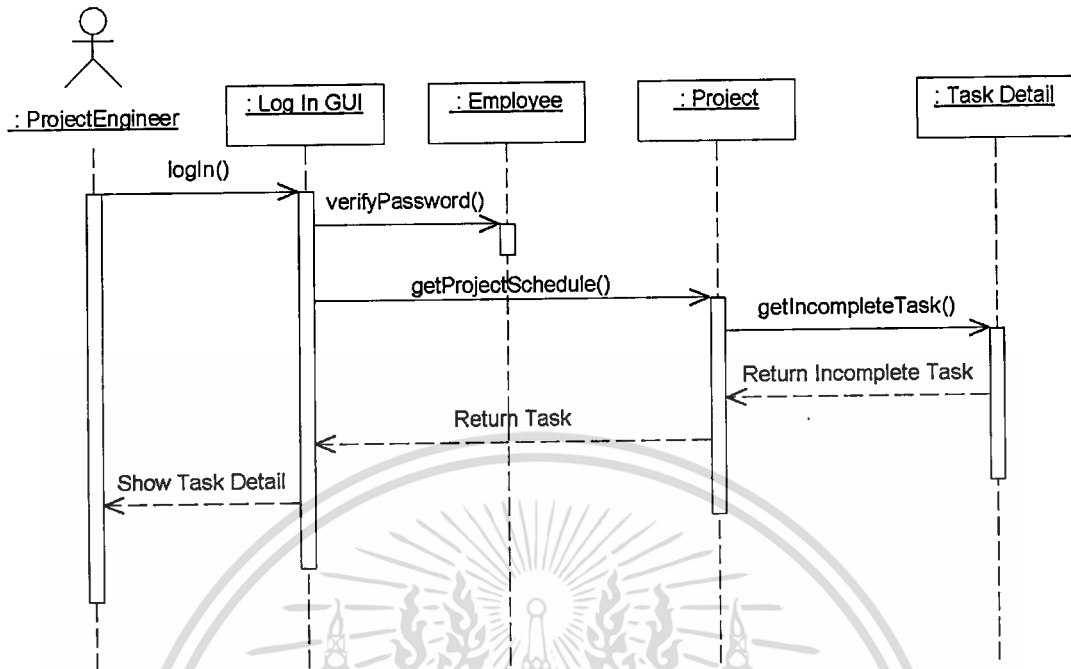 : ProjectEngineer
: Log In GUI
: Employee
: Project
: Task Detail
logIn()
verifyPassword()
getProjectSchedule()
getIncompleteTask()
Return Incomplete Task
Return Task
Show Task Detail